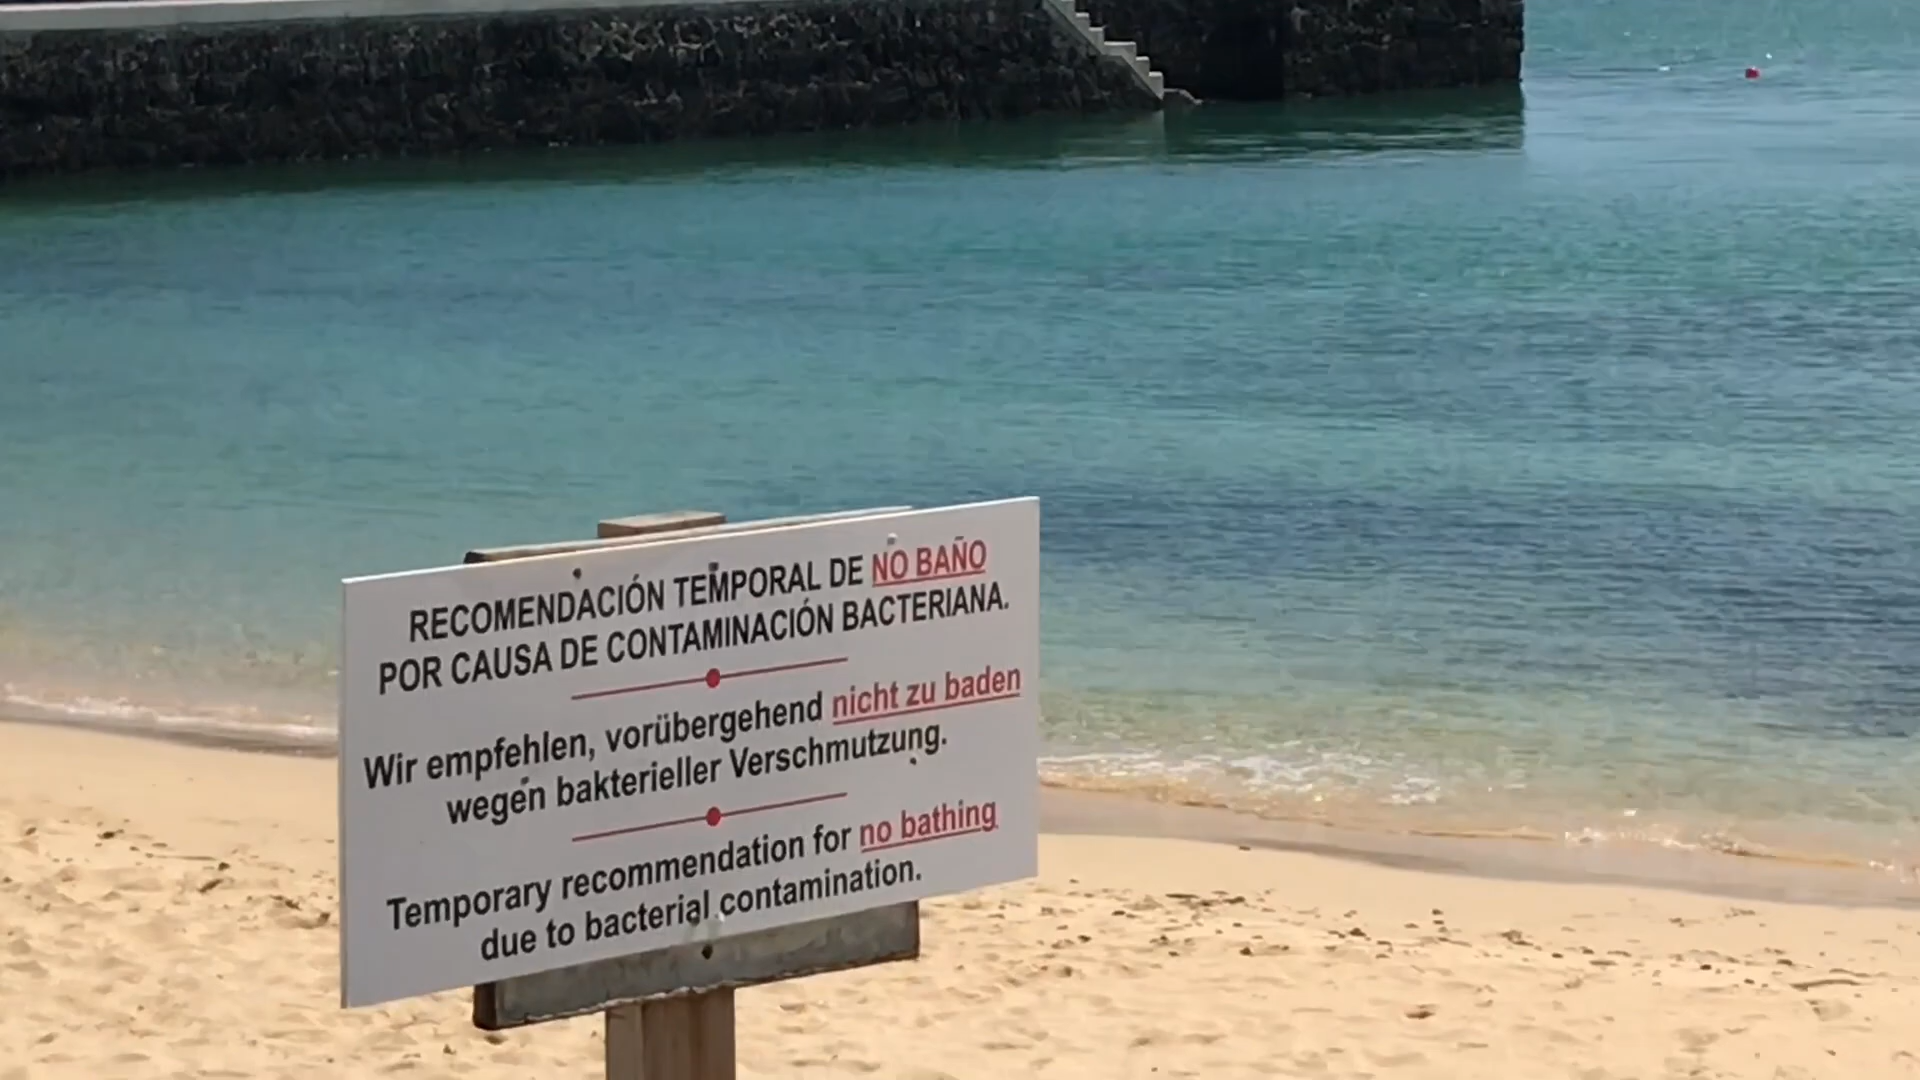 RECOMENDACIÓN TEMPORAL DE NO BAÑO
POR CAUSA DE CONTAMINACIÓN BACTERIANA.
Wir empfehlen, vorübergehend nicht zu baden
wegen bakterieller Verschmutzung.
Temporary recommendation for no bathing
due to bacterial contamination.